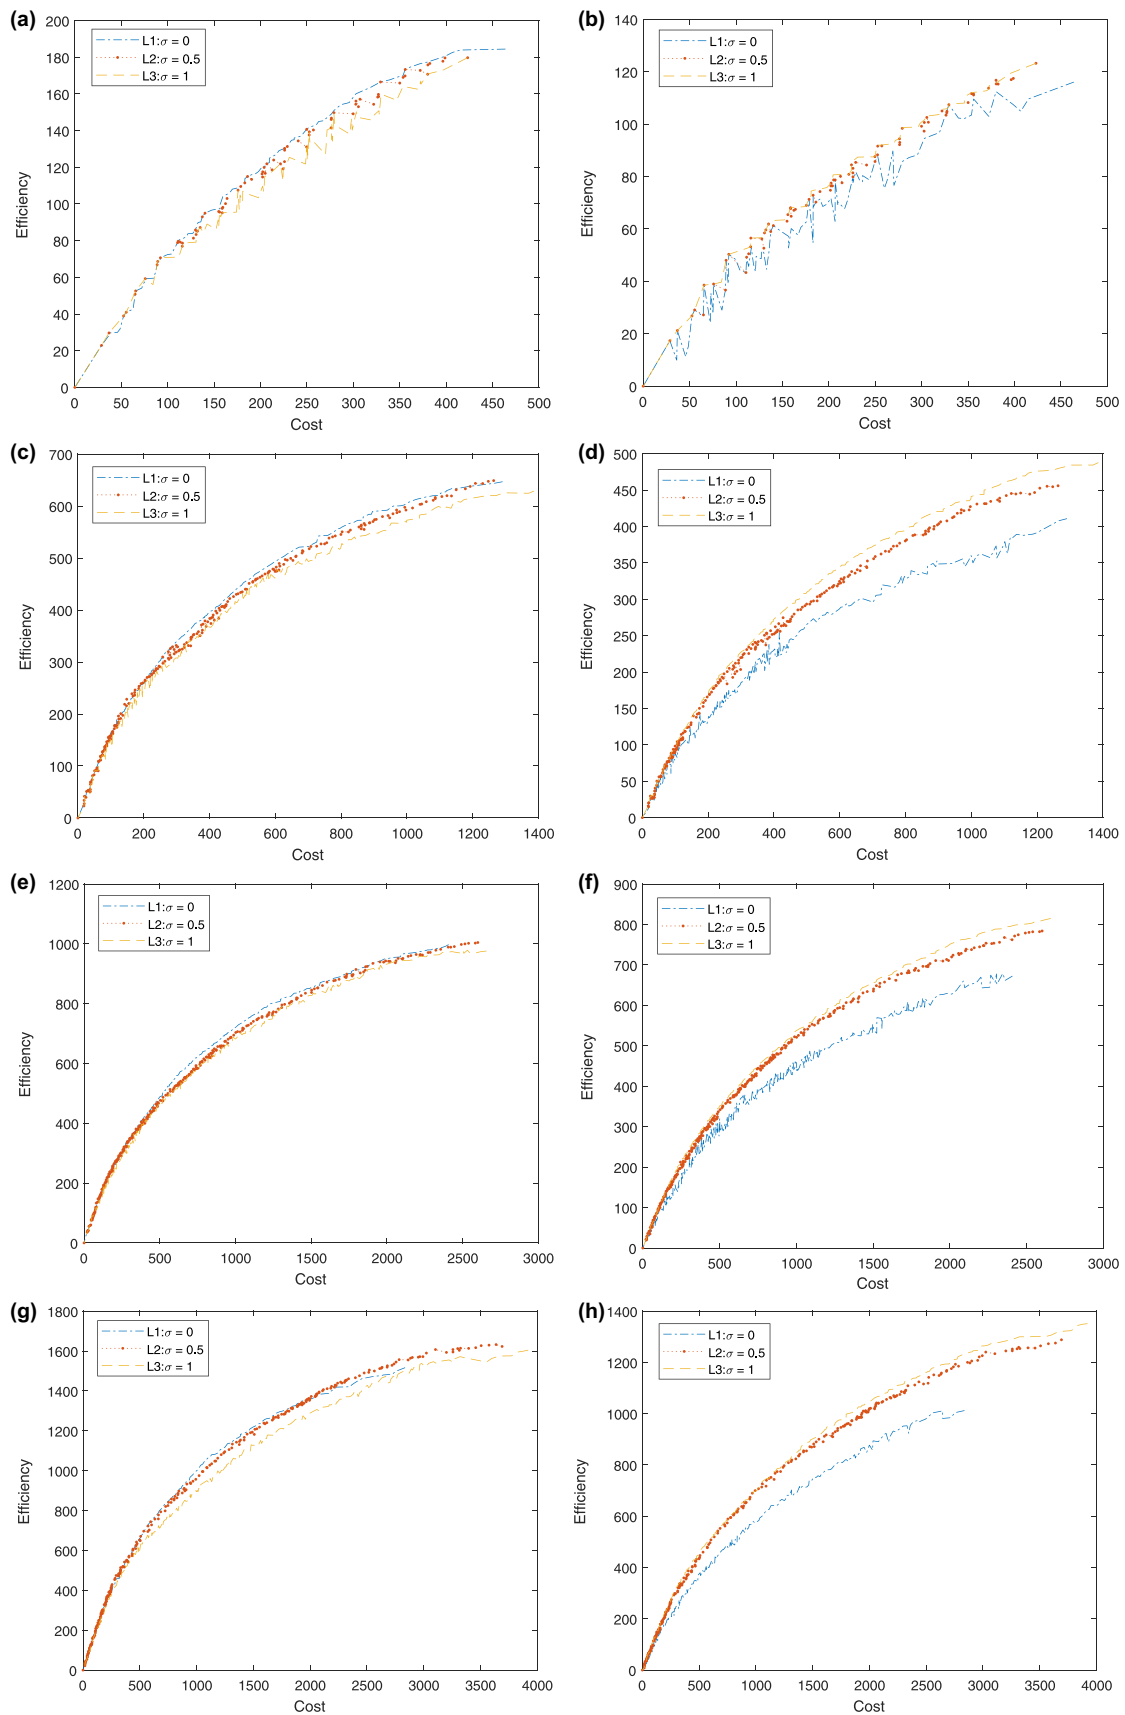 (a)
200
180
160
140
120
100
80
60
40
20
0
Efficiency
L1:σ = 0
L2:σ = 0.5
L3:σ = 1
0 50 100 150 200 250 300 350 400 450 500
Cost
(b)
140
120
100
80
60
40
20
0
Efficiency
L1:σ = 0
L2:σ = 0.5
L3:σ = 1
0 50 100 150 200 250 300 350 400 450 500
Cost
(c)
700
600
500
400
300
200
100
0
Efficiency
L1:σ = 0
L2:σ = 0.5
L3:σ = 1
0 200 400 600 800 1000 1200 1400
Cost
(d)
500
450
400
350
300
250
200
150
100
50
0
Efficiency
L1:σ = 0
L2:σ = 0.5
L3:σ = 1
0 200 400 600 800 1000 1200 1400
Cost
(e)
1200
1000
800
600
400
200
0
Efficiency
L1:σ = 0
L2:σ = 0.5
L3:σ = 1
0 500 1000 1500 2000 2500 3000
Cost
(f)
900
800
700
600
500
400
300
200
100
0
Efficiency
L1:σ = 0
L2:σ = 0.5
L3:σ = 1
0 500 1000 1500 2000 2500 3000
Cost
(g)
1800
1600
1400
1200
1000
800
600
400
200
0
Efficiency
L1:σ = 0
L2:σ = 0.5
L3:σ = 1
0 500 1000 1500 2000 2500 3000 3500 4000
Cost
(h)
1400
1200
1000
800
600
400
200
0
Efficiency
L1:σ = 0
L2:σ = 0.5
L3:σ = 1
0 500 1000 1500 2000 2500 3000 3500 4000
Cost